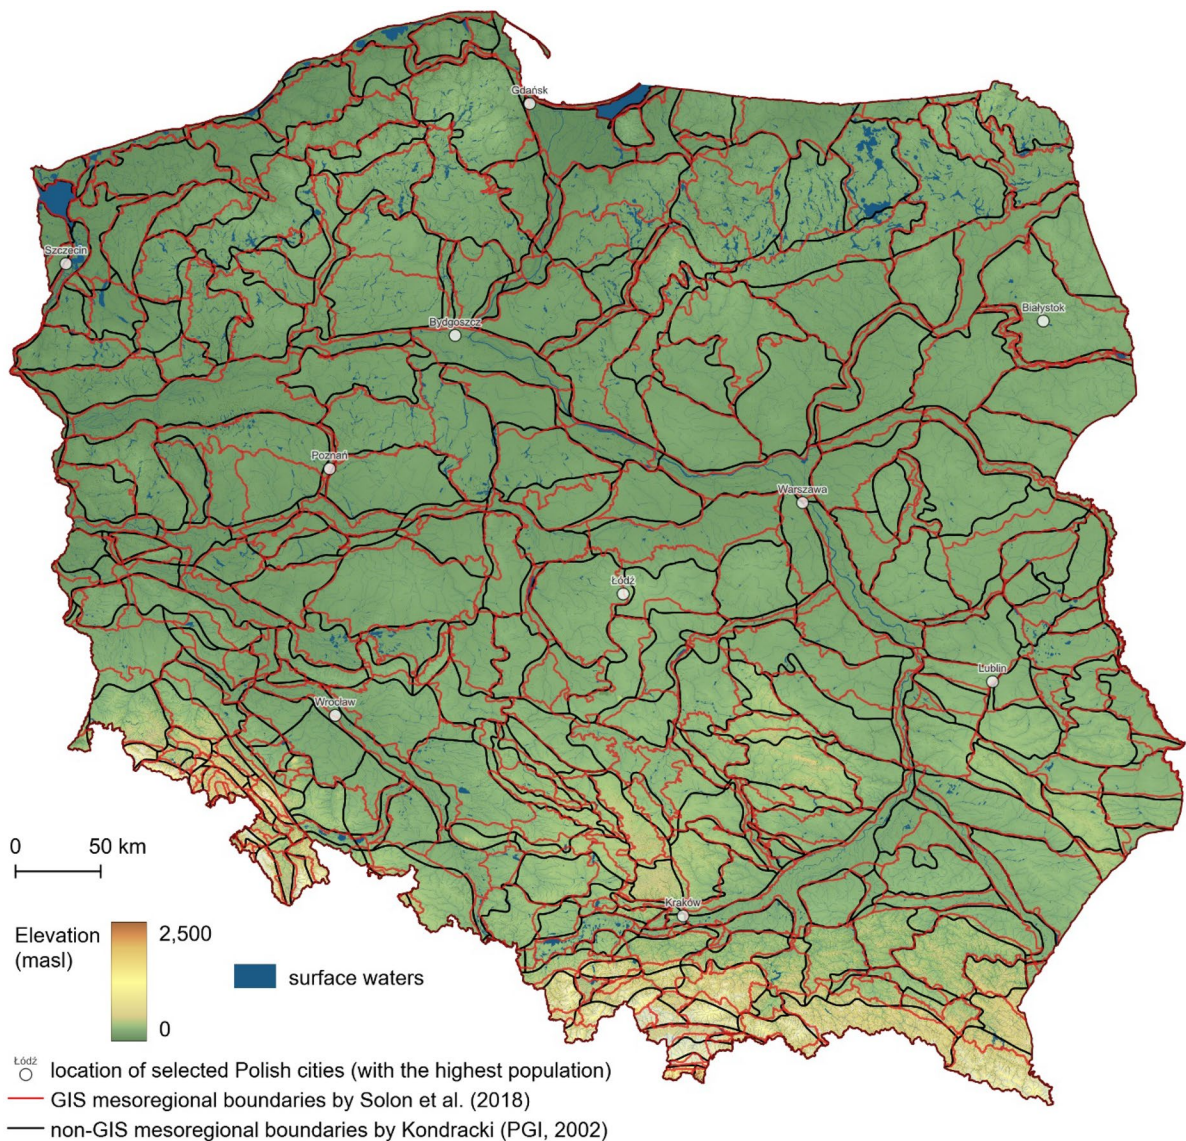 Gdańsk
Szczecin
Białystok
Bydgoszcz
Poznań
Warszawa
Łódź
Lublin
Wrocław
0 50 km
Kraków
Elevation
(masl)
2,500
0
surface waters
Łódź
location of selected Polish cities (with the highest population)
GIS mesoregional boundaries by Solon et al. (2018)
non-GIS mesoregional boundaries by Kondracki (PGI, 2002)